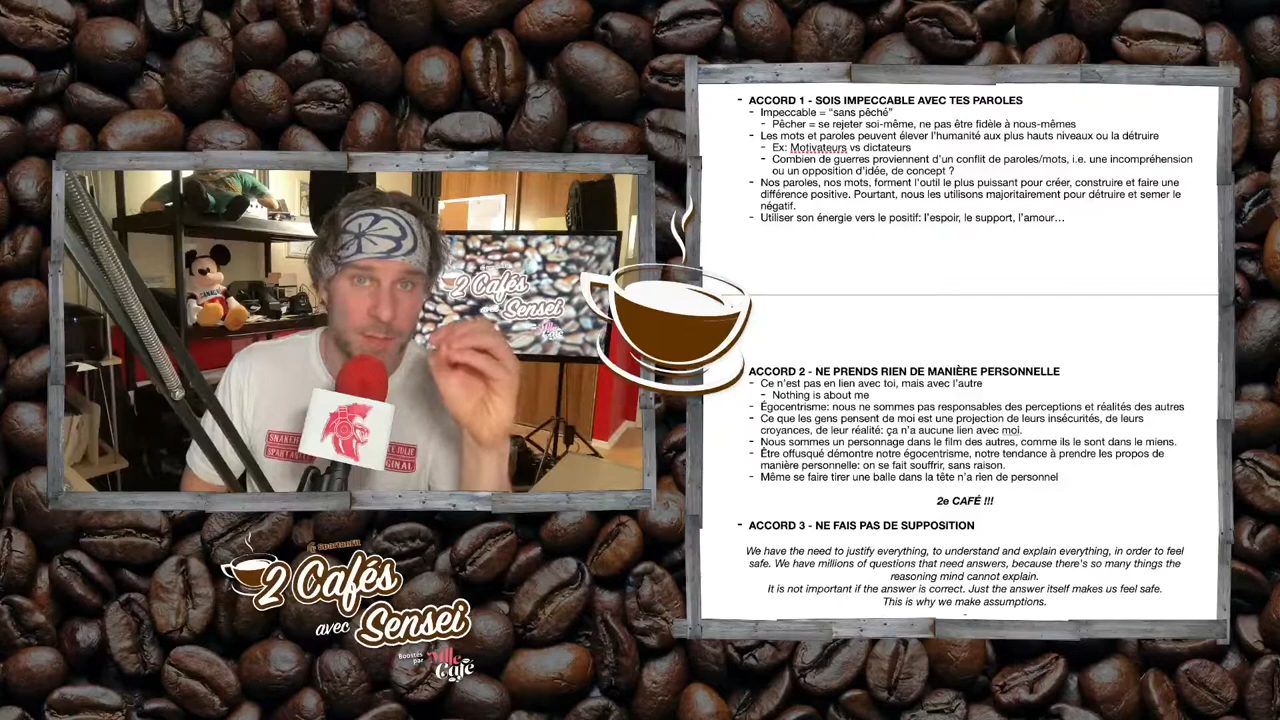 - ACCORD 1 - SOIS IMPECCABLE AVEC TES PAROLES
- Impeccable = “sans pêché”
- Pêcher = se rejeter soi-même, ne pas être fidèle à nous-mêmes
- Les mots et paroles peuvent élever l’humanité aux plus hauts niveaux ou la détruire
- Ex: Motivateurs vs dictateurs
- Combien de guerres proviennent d’un conflit de paroles/mots, i.e. une incompréhension
ou un opposition d’idée, de concept ?
- Nos paroles, nos mots, forment l’outil le plus puissant pour créer, construire et faire une
différence positive. Pourtant, nous les utilisons majoritairement pour détruire et semer le
négatif.
- Utiliser son énergie vers le positif: l’espoir, le support, l’amour…
ACCORD 2 - NE PRENDS RIEN DE MANIÈRE PERSONNELLE
- Ce n’est pas en lien avec toi, mais avec l’autre
- Nothing is about me
- Égocentrisme: nous ne sommes pas responsables des perceptions et réalités des autres
- Ce que les gens pensent de moi est une projection de leurs insécurités, de leurs
croyances, de leur réalité: ça n’a aucune lien avec moi.
- Nous sommes un personnage dans le film des autres, comme ils le sont dans le miens.
- Être offusqué démontre notre égocentrisme, notre tendance à prendre les propos de
manière personnelle: on se fait souffrir, sans raison.
- Même se faire tirer une balle dans la tête n’a rien de personnel
2e CAFÉ !!!
- ACCORD 3 - NE FAIS PAS DE SUPPOSITION
We have the need to justify everything, to understand and explain everything, in order to feel
safe. We have millions of questions that need answers, because there's so many things the
reasoning mind cannot explain.
It is not important if the answer is correct. Just the answer itself makes us feel safe.
This is why we make assumptions.
2 Cafés
avec Sensei
Ville
Café
CANADA
ORIGINAL
SpartanFit
2 Cafés
avec Sensei
Boostés
par
Ville
Café